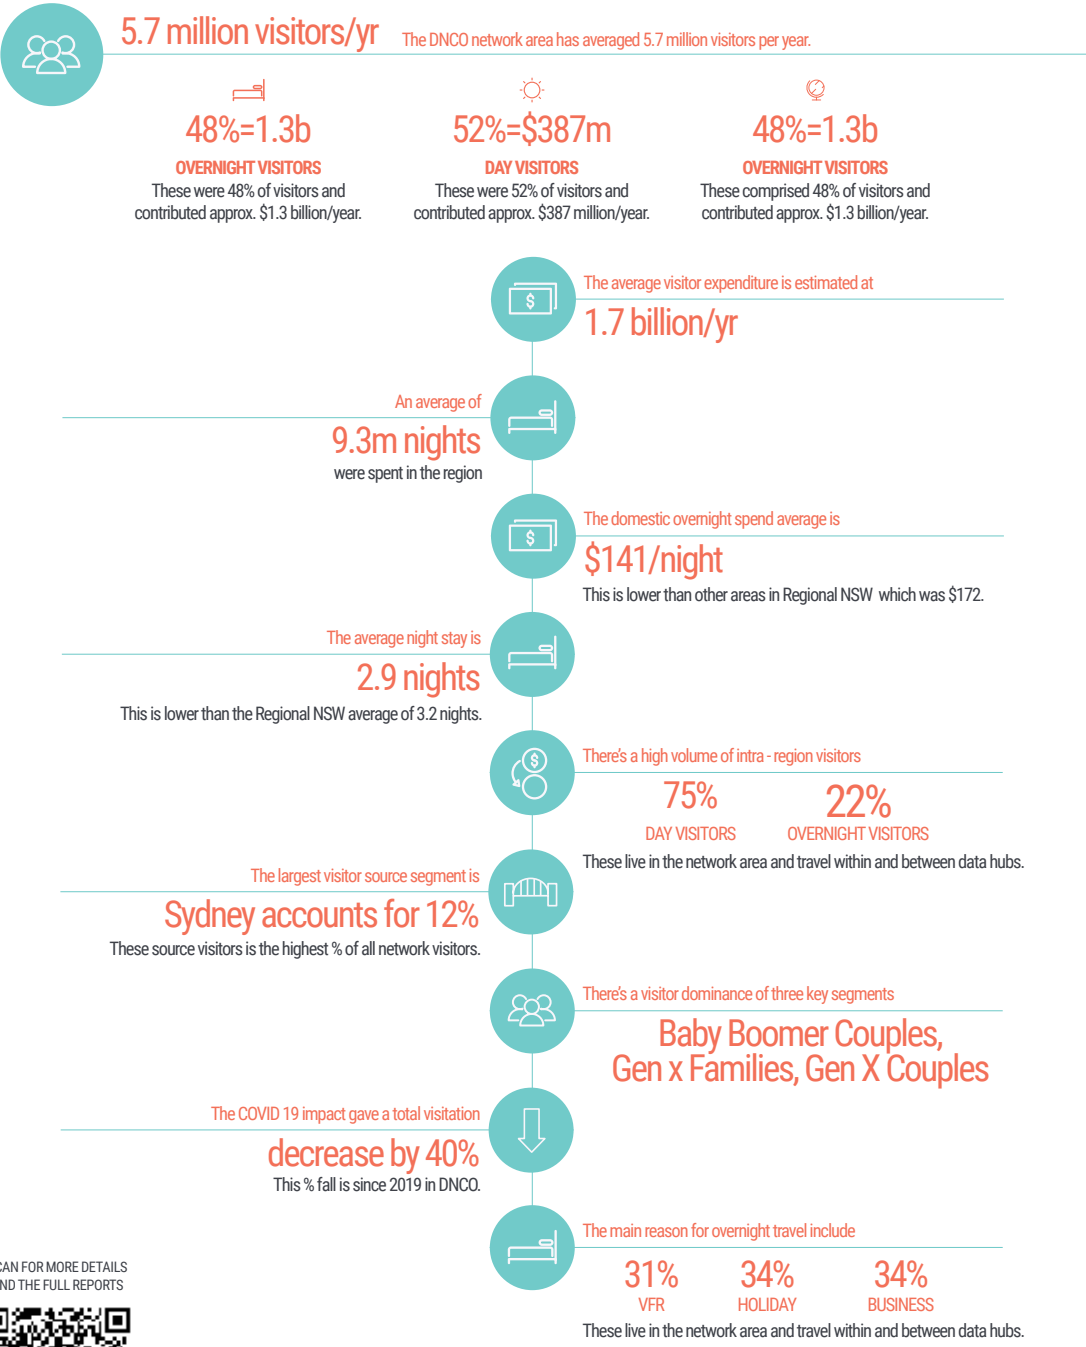 5.7 million visitors/yr The DNCO network area has averaged 5.7 million visitors per year.
48%=1.3b
OVERNIGHT VISITORS
These were 48% of visitors and
contributed approx. $1.3 billion/year.
52%=$387m
DAY VISITORS
These were 52% of visitors and
contributed approx. $387 million/year.
48%=1.3b
OVERNIGHT VISITORS
These comprised 48% of visitors and
contributed approx. $1.3 billion/year.
The average visitor expenditure is estimated at
$
1.7 billion/yr
An average of
9.3m nights
were spent in the region
The domestic overnight spend average is
$
$141/night
This is lower than other areas in Regional NSW which was $172.
The average night stay is
2.9 nights
This is lower than the Regional NSW average of 3.2 nights.
There's a high volume of intra - region visitors
$
75%
DAY VISITORS
22%
OVERNIGHT VISITORS
These live in the network area and travel within and between data hubs.
The largest visitor source segment is
Sydney accounts for 12%
These source visitors is the highest % of all network visitors.
There's a visitor dominance of three key segments
Baby Boomer Couples,
Gen x Families, Gen X Couples
The COVID 19 impact gave a total visitation
decrease by 40%
This % fall is since 2019 in DNCO.
The main reason for overnight travel include
31%
VFR
34%
HOLIDAY
34%
BUSINESS
These live in the network area and travel within and between data hubs.
CAN FOR MORE DETAILS
ND THE FULL REPORTS